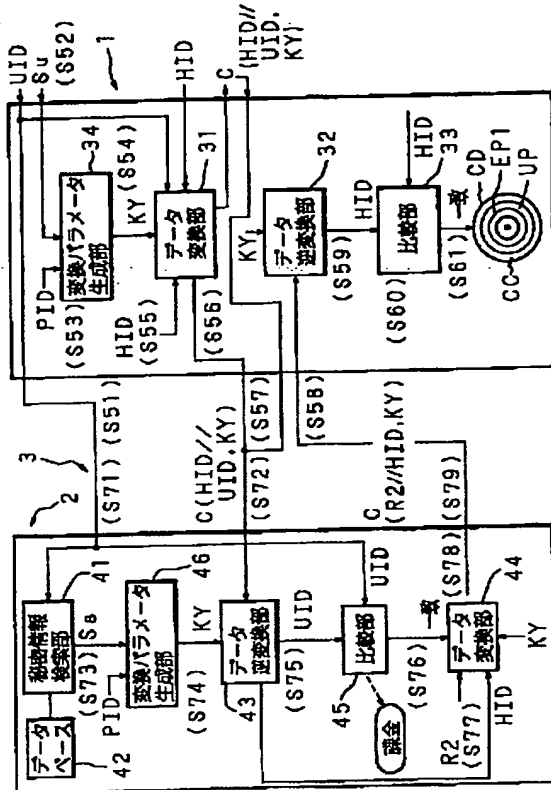 2
3
1
(S71)
(S51)
UID
Su
(S52)
秘密情報
検索部
41
データ
ベース
42
(S73)
Ss
PID
変換パラメータ
生成部
46
(S74)
KY
データ
逆変換部
43
(S75)
UID
UID
比較部
45
課金
(S76)
一致
R2
(S77)
HID
データ
変換部
44
KY
(S78)
(S79)
C(HID//
UID,KY)
(S72)
(S57)
C
(R2//HID,KY)
(S58)
PID
(S53)
変換パラメータ
生成部
34
KY
(S54)
HID
(S55)
データ
変換部
31
(S56)
HID
C
(HID//
UID,
KY)
KY,
データ
逆変換部
32
(S59)
HID
(S60)
比較部
33
HID
(S61)
一致
CC
CD
EP1
UP